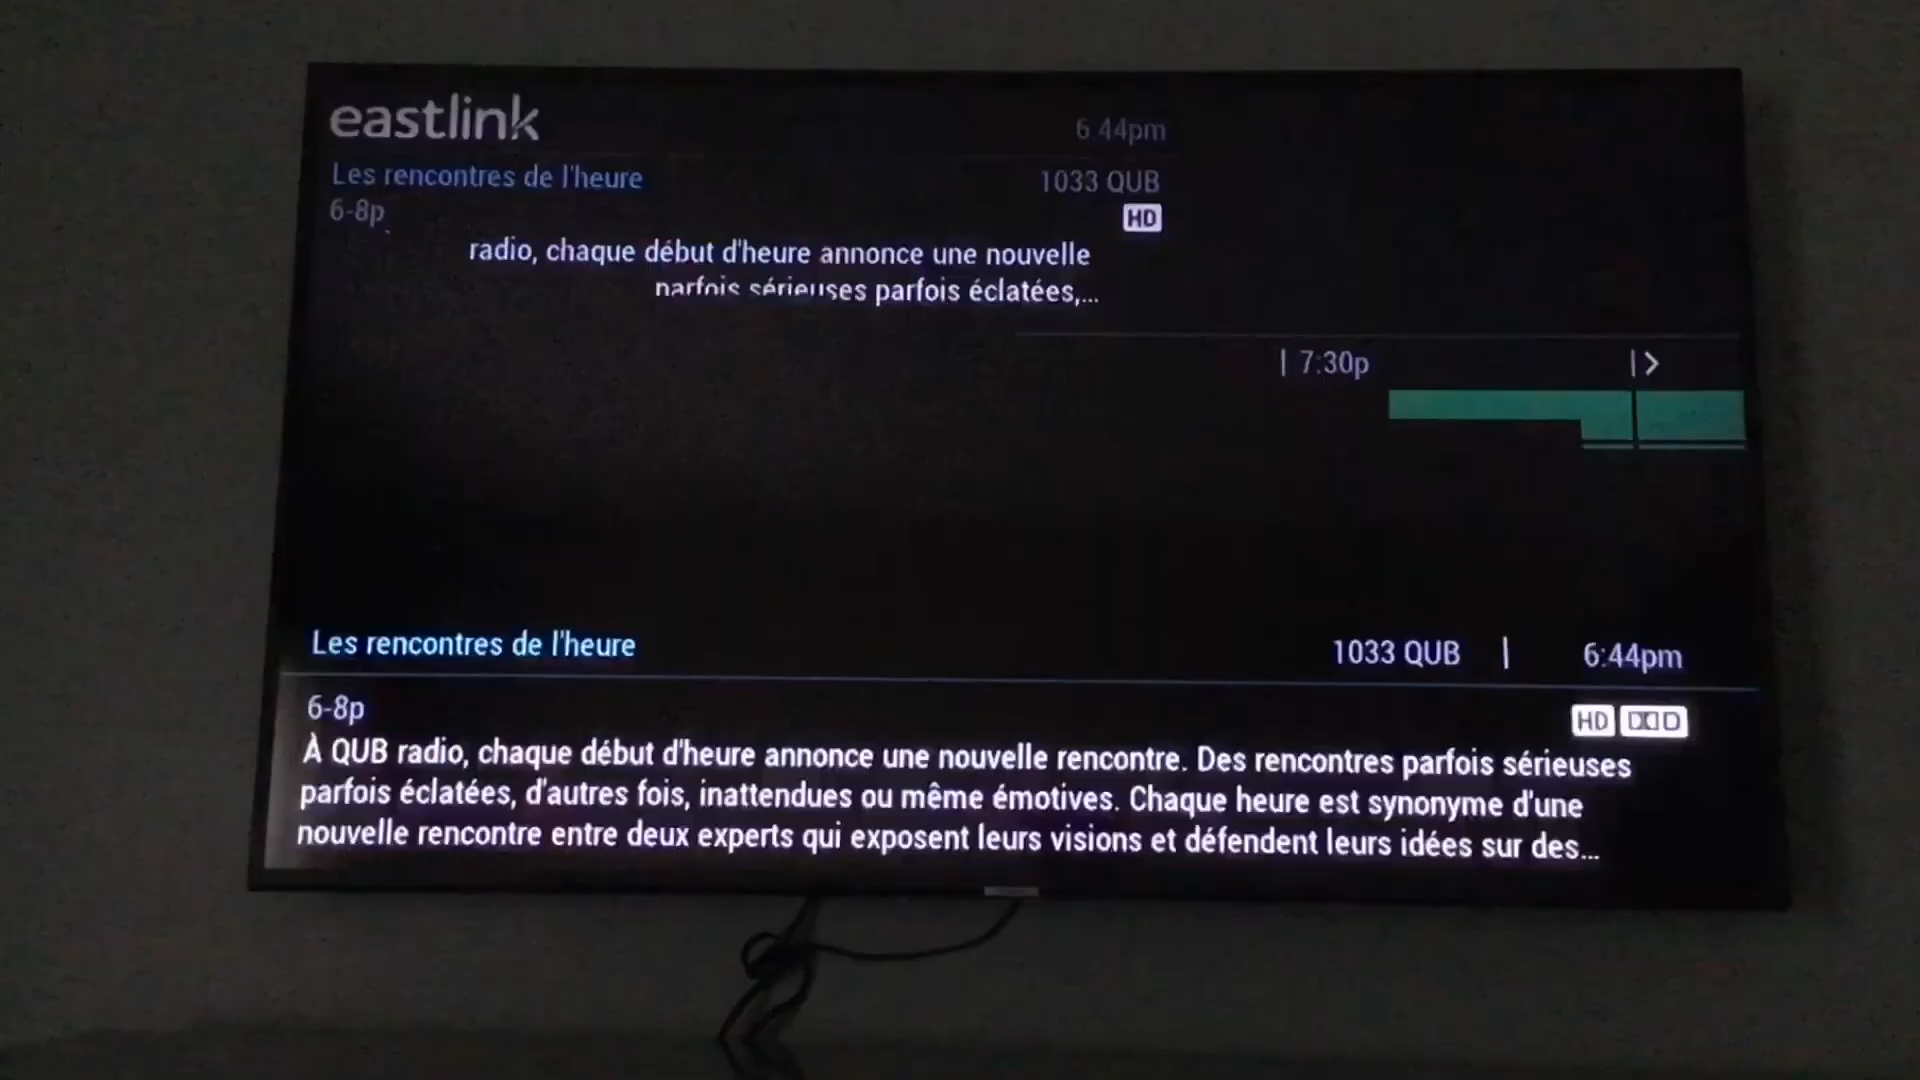 eastlink
6:44pm
Les rencontres de l'heure
1033 QUB
6-8p
HD
radio, chaque début d'heure annonce une nouvelle
parfois sérieuses parfois éclatées,...
| 7:30p
|>
Les rencontres de l'heure
1033 QUB | 6:44pm
6-8p
HD DD D
À QUB radio, chaque début d'heure annonce une nouvelle rencontre. Des rencontres parfois sérieuses
parfois éclatées, d'autres fois, inattendues ou même émotives. Chaque heure est synonyme d'une
nouvelle rencontre entre deux experts qui exposent leurs visions et défendent leurs idées sur des...